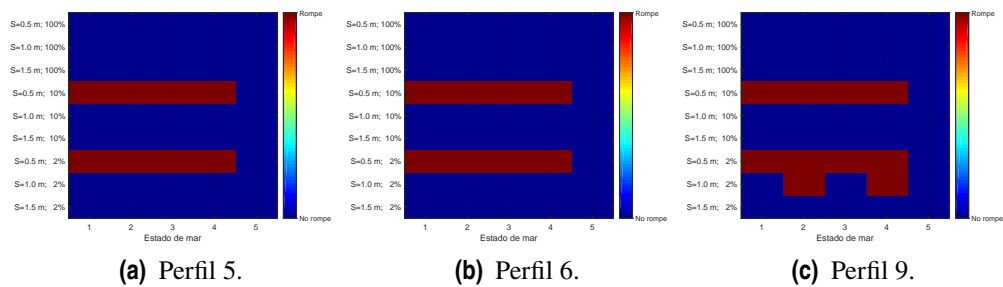 S=0.5 m; 100%
S=1.0 m; 100%
S=1.5 m; 100%
S=0.5 m; 10%
S=1.0 m; 10%
S=1.5 m; 10%
S=0.5 m; 2%
S=1.0 m; 2%
S=1.5 m; 2%
1 2 3 4 5
Estado de mar
Rompe
No rompe
(a) Perfil 5.
S=0.5 m; 100%
S=1.0 m; 100%
S=1.5 m; 100%
S=0.5 m; 10%
S=1.0 m; 10%
S=1.5 m; 10%
S=0.5 m; 2%
S=1.0 m; 2%
S=1.5 m; 2%
1 2 3 4 5
Estado de mar
Rompe
No rompe
(b) Perfil 6.
S=0.5 m; 100%
S=1.0 m; 100%
S=1.5 m; 100%
S=0.5 m; 10%
S=1.0 m; 10%
S=1.5 m; 10%
S=0.5 m; 2%
S=1.0 m; 2%
S=1.5 m; 2%
1 2 3 4 5
Estado de mar
Rompe
No rompe
(c) Perfil 9.